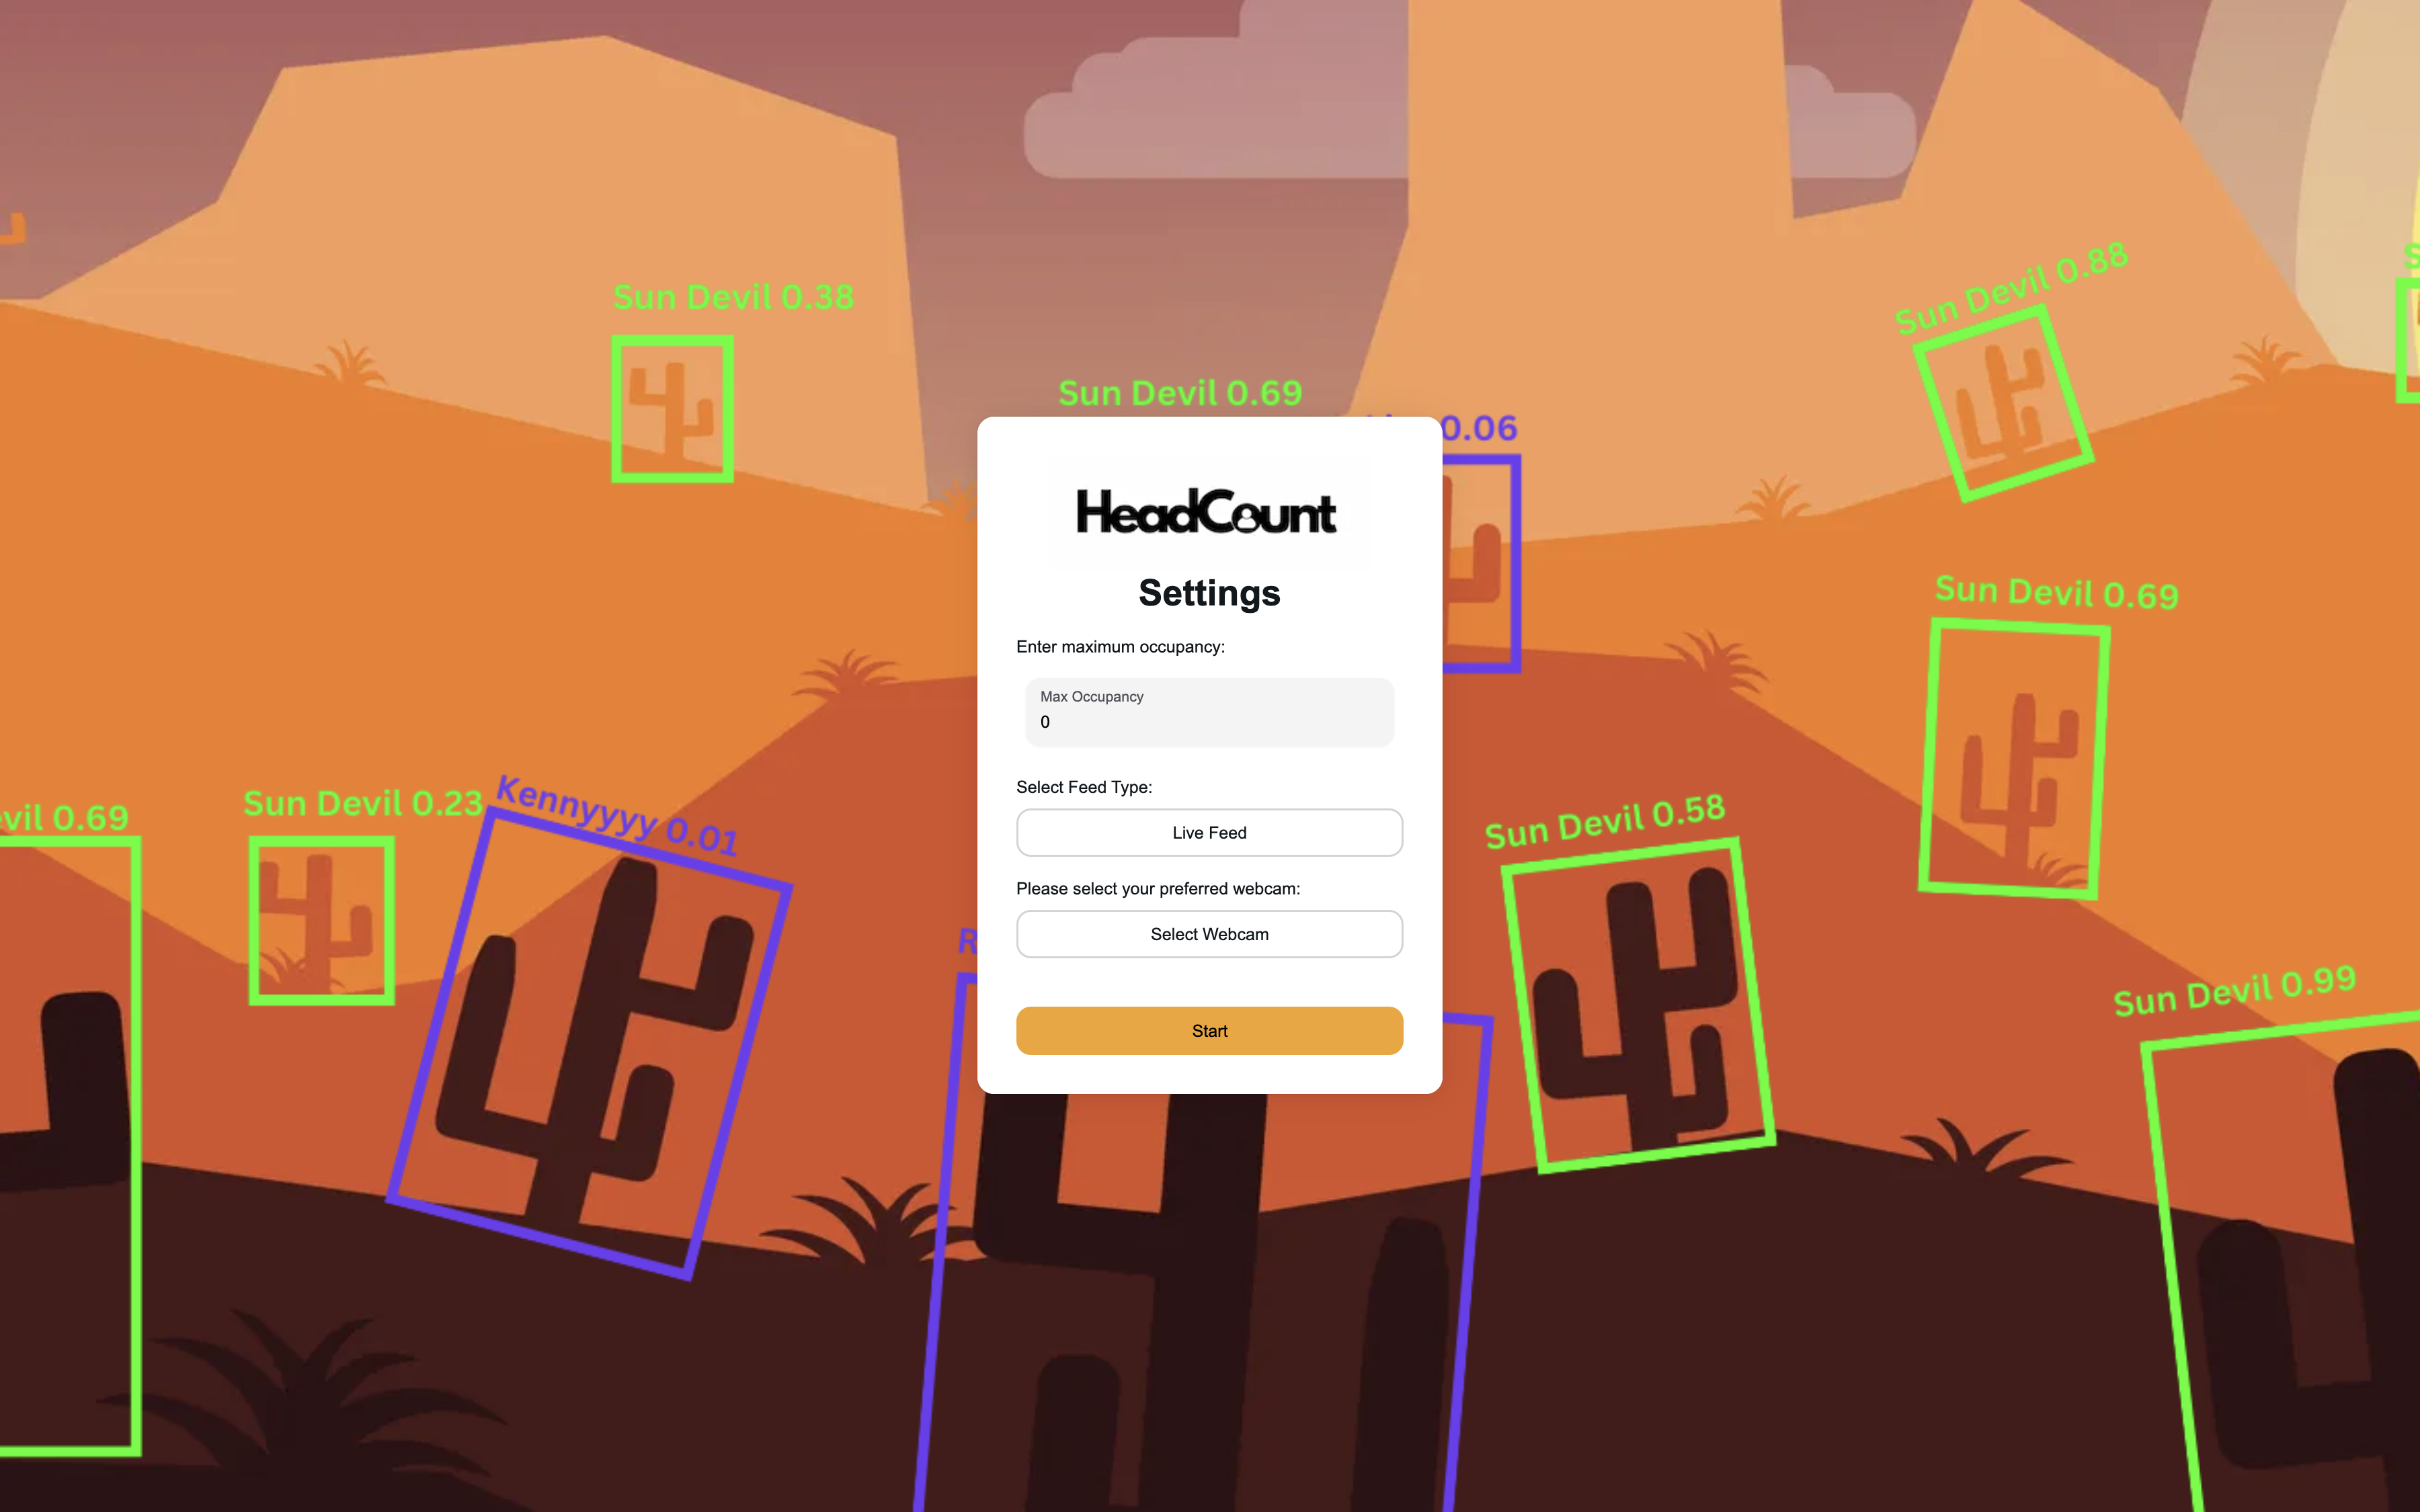 Sun Devil 0.88
Sun Devil 0.38
Sun Devil 0.69
0.06
HeadCount
Settings
Sun Devil 0.69
Enter maximum occupancy:
Max Occupancy
0
Select Feed Type:
Live Feed
Kennyyyy 0.01
Sun Devil 0.23
evil 0.69
Sun Devil 0.58
Please select your preferred webcam:
Select Webcam
Sun Devil 0.99
Start